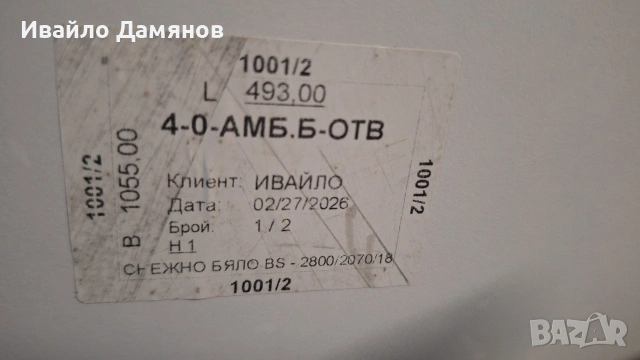 Ивайло Дамянов
1001/2
L 493,00
4-0-АМБ.Б-ОТВ
1001/2
В 1055,00
Клиент: ИВАЙЛО
Дата: 02/27/2026
Брой: 1 / 2
Н 1
1001/2
СНЕЖНО БЯЛО BS - 2800/2070/18
1001/2
BAZAR